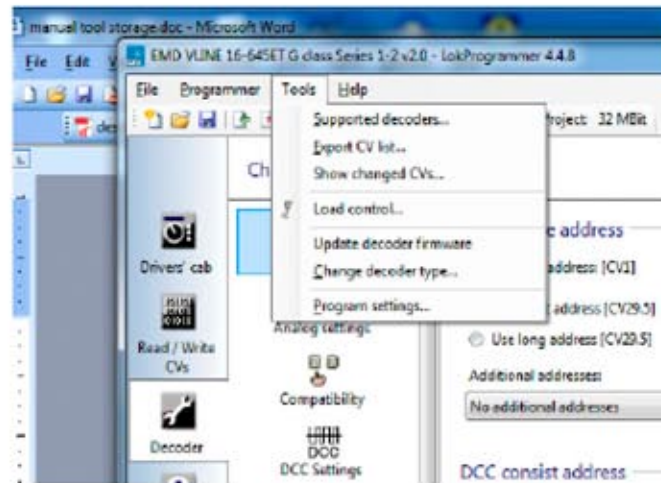 manual tool storage.doc - Microsoft Word
File Edit
EMD VLINE 16-645ET G class Series 1-2 v2.0 - LokProgrammer 4.4.8
File Programmer Tools Help
Project: 32 MBit
Supported decoders...
Export CV list...
Show changed CVs...
Load control...
Update decoder firmware
Change decoder type...
Program settings...
Ch
Drivers' cab
Read / Write
CVs
Decoder
Analog settings
Compatibility
DCC
DCC Settings
address
address [CV1]
address [CV29.5]
Use long address [CV29.5]
Additional addresses:
No additional addresses
DCC consist address